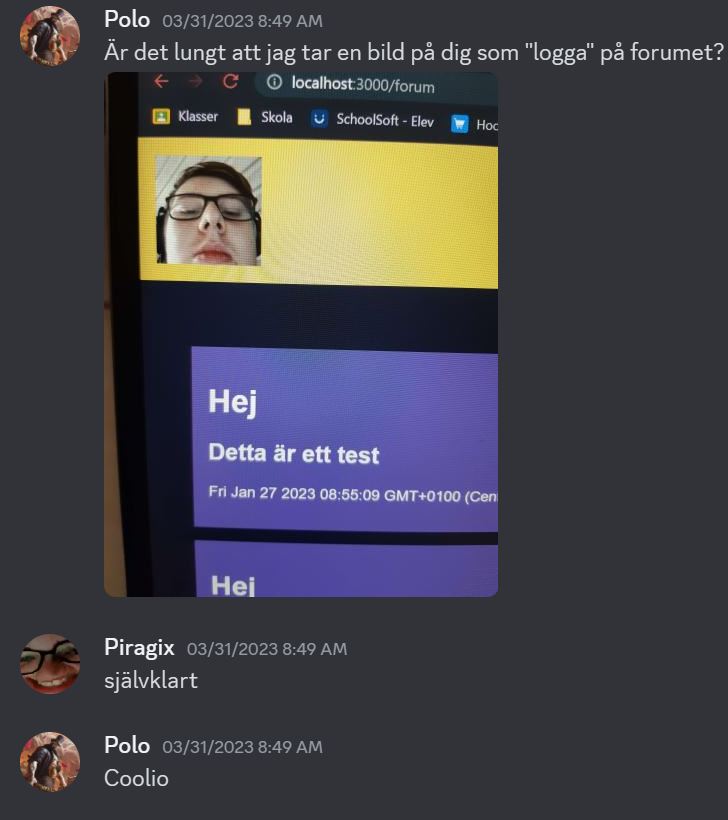 Polo 03/31/2023 8:49 AM
Är det lungt att jag tar en bild på dig som "logga" på forumet?
localhost:3000/forum
Klasser Skola SchoolSoft - Elev
Hej
Detta är ett test
Fri Jan 27 2023 08:55:09 GMT+0100
Hej
Piragix 03/31/2023 8:49 AM
självklart
Polo 03/31/2023 8:49 AM
Coolio